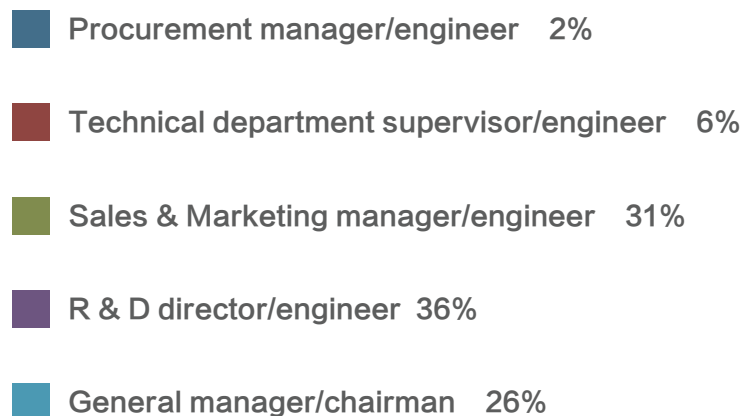 Procurement manager/engineer 2%
Technical department supervisor/engineer 6%
Sales & Marketing manager/engineer 31%
R & D director/engineer 36%
General manager/chairman 26%